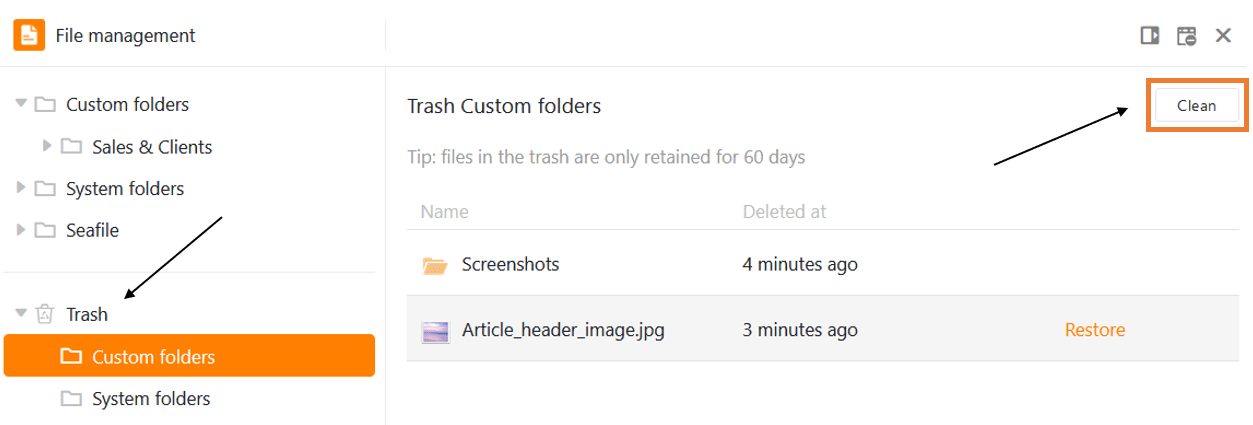 File management
Custom folders
Sales & Clients
System folders
Seafile
Trash
Custom folders
System folders
Trash Custom folders
Clean
Tip: files in the trash are only retained for 60 days
Name Deleted at
Screenshots 4 minutes ago
Article_header_image.jpg 3 minutes ago Restore